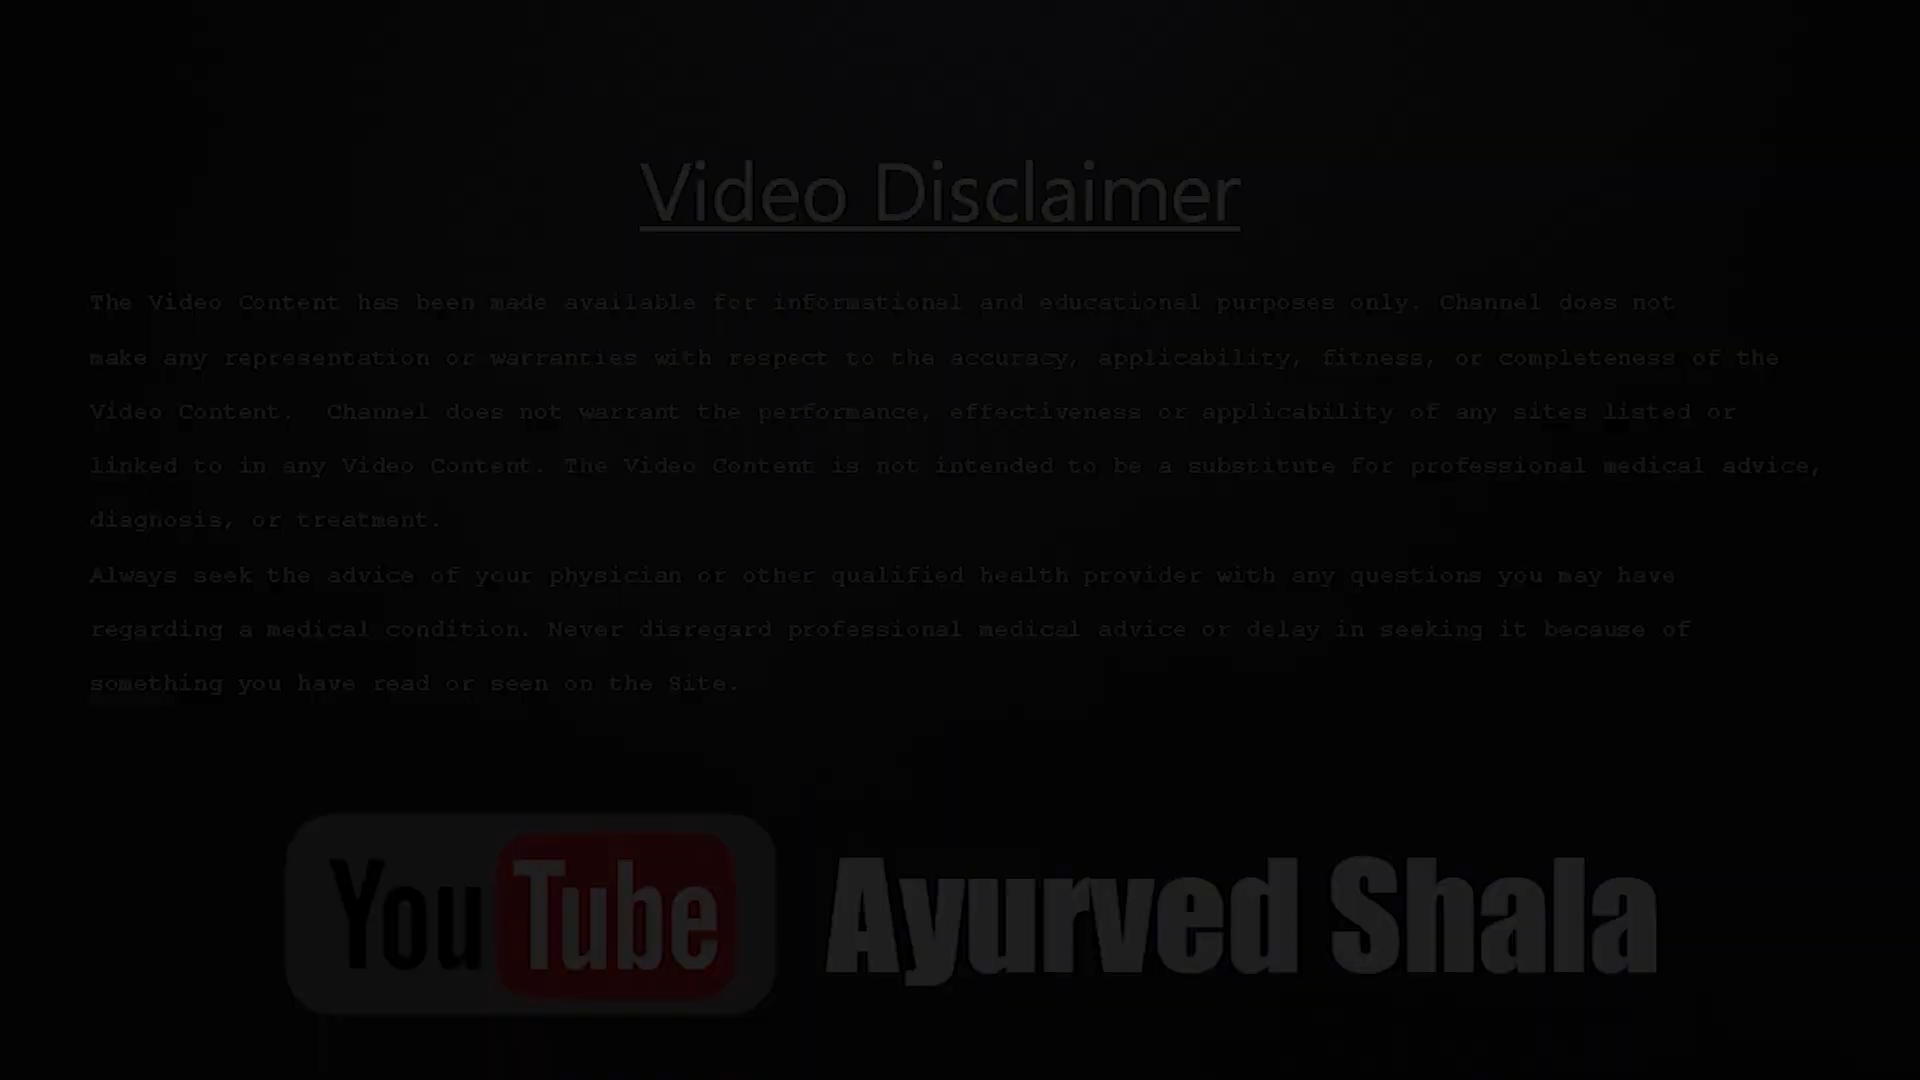 Video Disclaimer
The Video Content has been made available for informational and educational purposes only. Channel does not
make any representation or warranties with respect to the accuracy, applicability, fitness, or completeness of the
Video Content.  Channel does not warrant the performance, effectiveness or applicability of any sites listed or
linked to in any Video Content. The Video Content is not intended to be a substitute for professional medical advice,
diagnosis, or treatment.
Always seek the advice of your physician or other qualified health provider with any questions you may have
regarding a medical condition. Never disregard professional medical advice or delay in seeking it because of
something you have read or seen on the Site.
YouTube Ayurved Shala